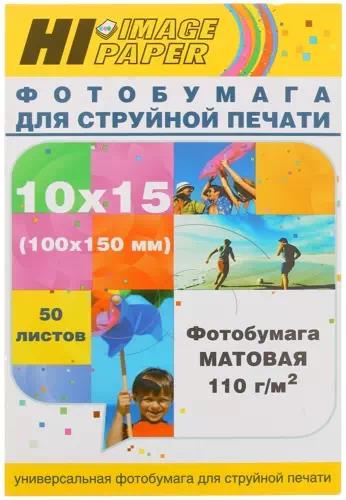 HI IMAGE
PAPER
ФОТОБУМАГА
ДЛЯ СТРУЙНОЙ ПЕЧАТИ
10x15
(100x150 мм)
50
листов
Фотобумага
МАТОВАЯ
110 г/м²
универсальная фотобумага для струйной печати